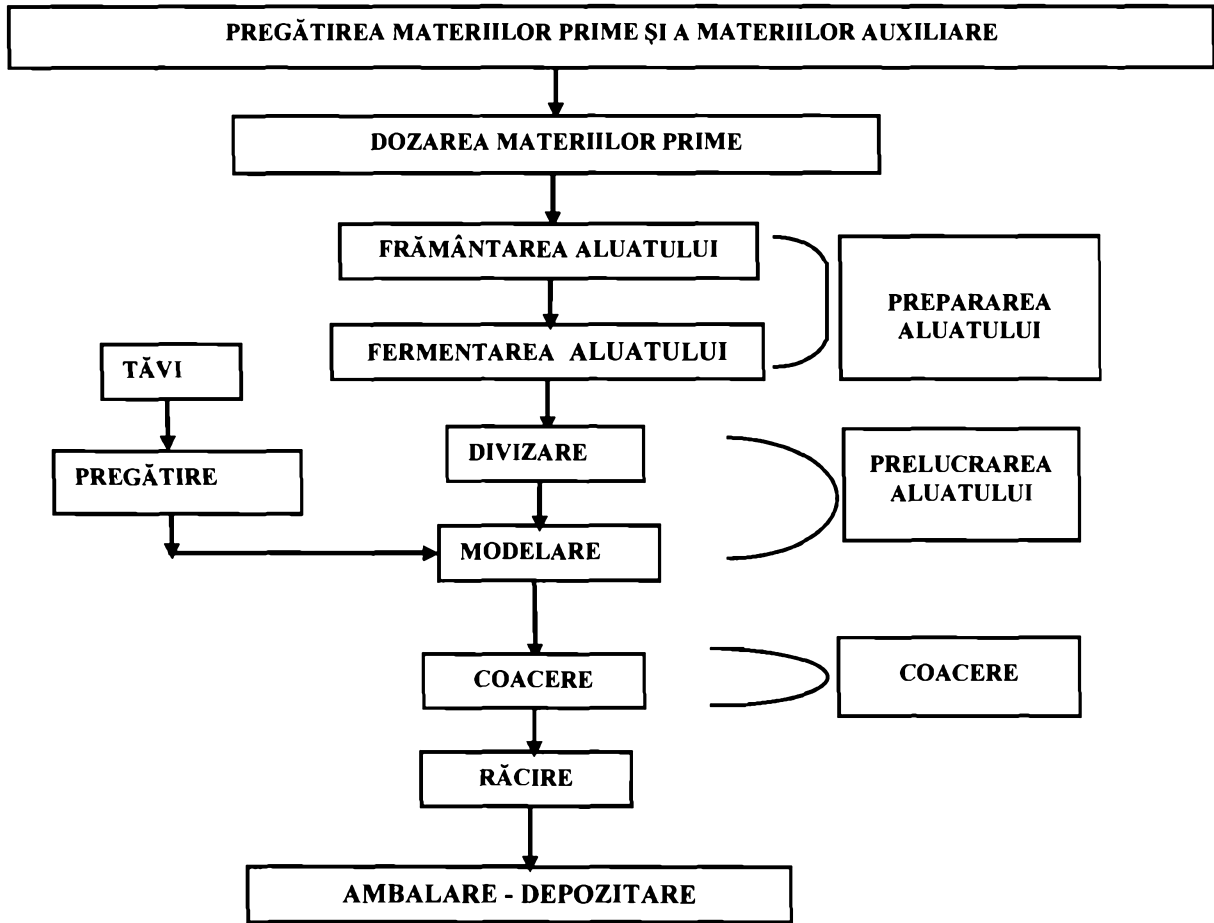 PREGĂTIREA MATERIILOR PRIME ȘI A MATERIILOR AUXILIARE
DOZAREA MATERIILOR PRIME
FRĂMÂNTAREA ALUATULUI
PREPARAREA
ALUATULUI
FERMENTAREA ALUATULUI
TĂVI
PREGĂTIRE
DIVIZARE
PRELUCRAREA
ALUATULUI
MODELARE
COACERE
COACERE
RĂCIRE
AMBALARE - DEPOZITARE